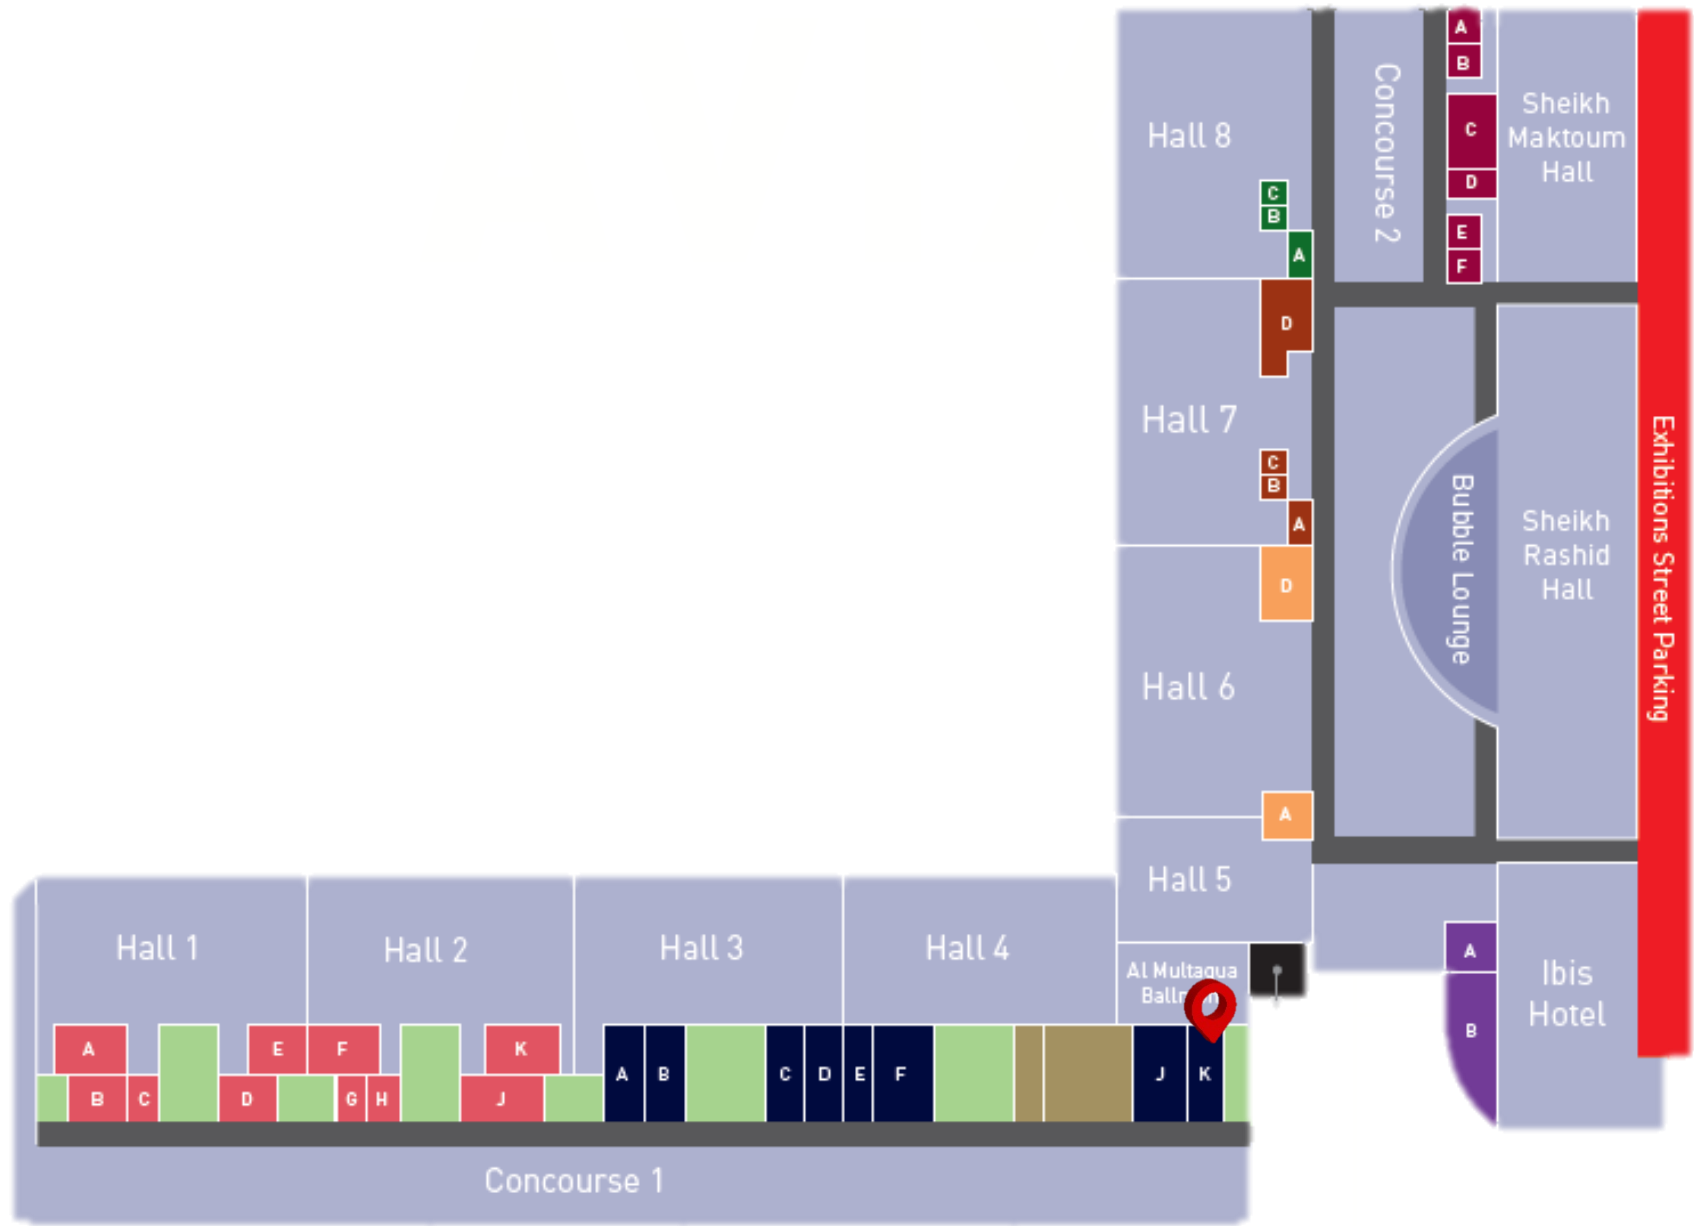 Hall 8
C
B
A
Concourse 2
A
B
C
D
E
F
Sheikh
Maktoum
Hall
Exhibitions Street Parking
D
Hall 7
C
B
A
Bubble Lounge
Sheikh
Rashid
Hall
D
Hall 6
A
Hall 5
Al Multaqua
A
B
Ibis
Hotel
Hall 1
Hall 2
Hall 3
Hall 4
A
E
F
K
B
C
D
G
H
J
A
B
C
D
E
F
J
K
Concourse 1